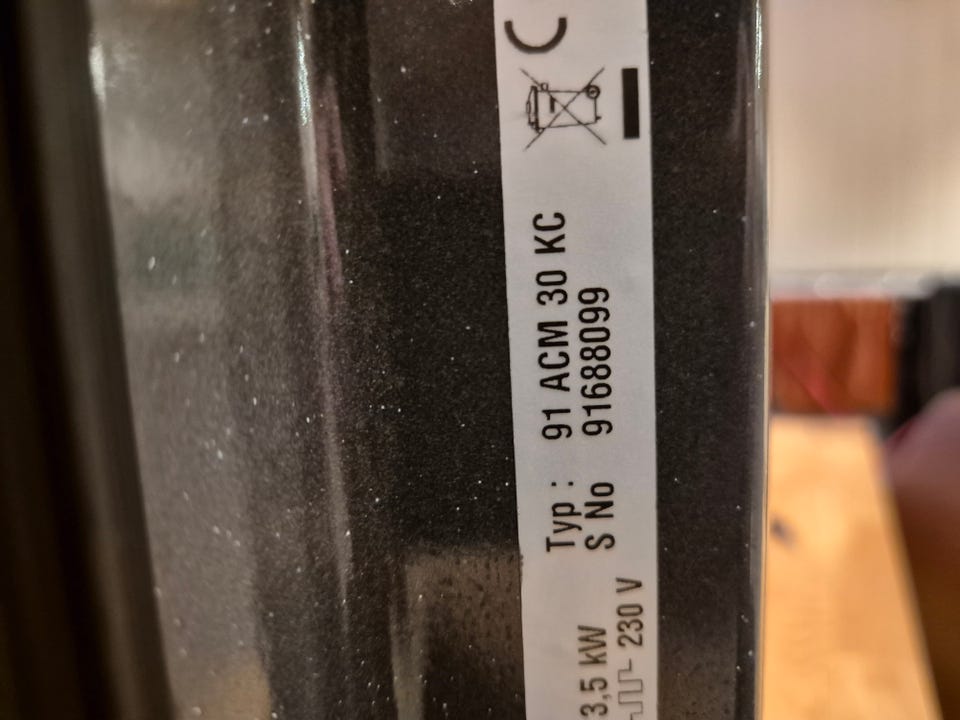 Typ : 91 ACM 30 KC
S No 91688099
3,5 kW
230 V